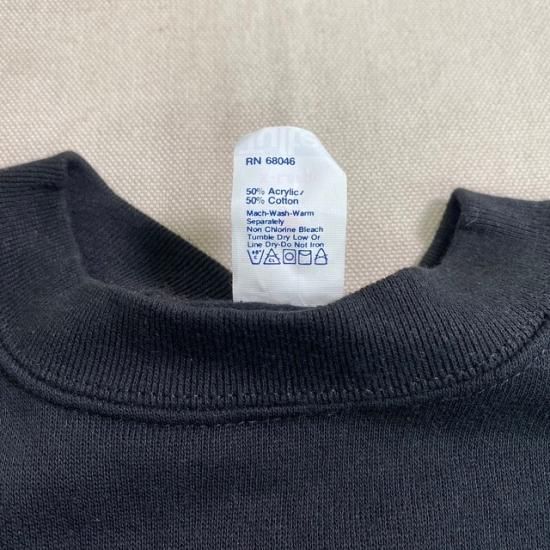 RN 68046
50% Acrylic/
50% Cotton
Mach-Wash-Warm
Separately
Non Chlorine Bleach
Tumble Dry Low Or
Line Dry-Do Not Iron